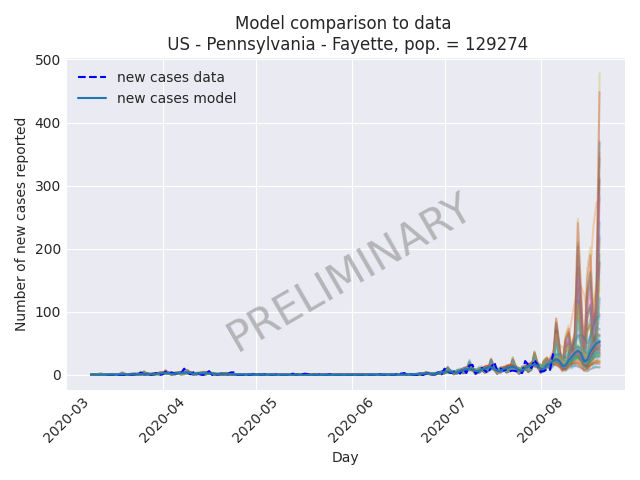 Model comparison to data
US - Pennsylvania - Fayette, pop. = 129274
Number of new cases reported
500
400
300
200
100
0
new cases data
new cases model
PRELIMINARY
2020-03
2020-04
2020-05
2020-06
2020-07
2020-08
Day